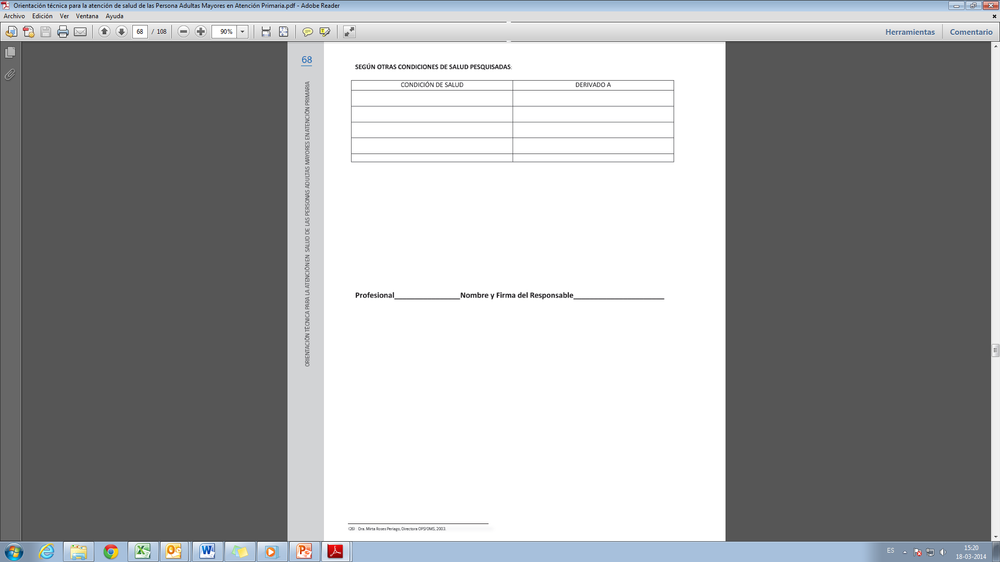 Orientación técnica para la atención de salud de las Persona Adultas Mayores en Atención Primaria.pdf - Adobe Reader
Archivo Edición Ver Ventana Ayuda
68 / 108 90% Herramientas Comentario
68
ORIENTACIÓN TÉCNICA PARA LA ATENCIÓN EN SALUD DE LAS PERSONAS ADULTAS MAYORES EN ATENCIÓN PRIMARIA
SEGÚN OTRAS CONDICIONES DE SALUD PESQUISADAS:
CONDICIÓN DE SALUD DERIVADO A
Profesional________________Nombre y Firma del Responsable______________________
(26) Dra. Mirta Roses Periago, Directora OPS/OMS, 2003.
ES
15:20
18-03-2014